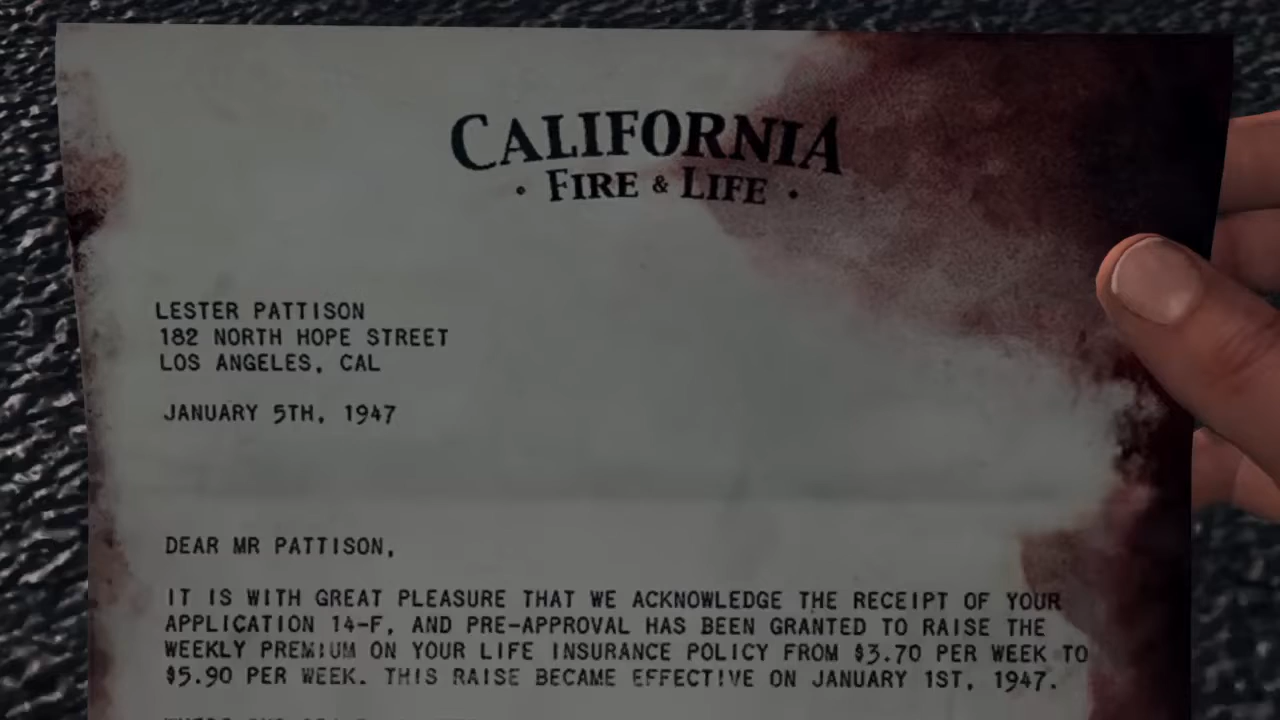 CALIFORNIA
• FIRE & LIFE •
LESTER PATTISON
182 NORTH HOPE STREET
LOS ANGELES, CAL
JANUARY 5TH, 1947
DEAR MR PATTISON,
IT IS WITH GREAT PLEASURE THAT WE ACKNOWLEDGE THE RECEIPT OF YOUR
APPLICATION 14-F, AND PRE-APPROVAL HAS BEEN GRANTED TO RAISE THE
WEEKLY PREMIUM ON YOUR LIFE INSURANCE POLICY FROM $3.70 PER WEEK TO
$5.90 PER WEEK. THIS RAISE BECAME EFFECTIVE ON JANUARY 1ST, 1947.